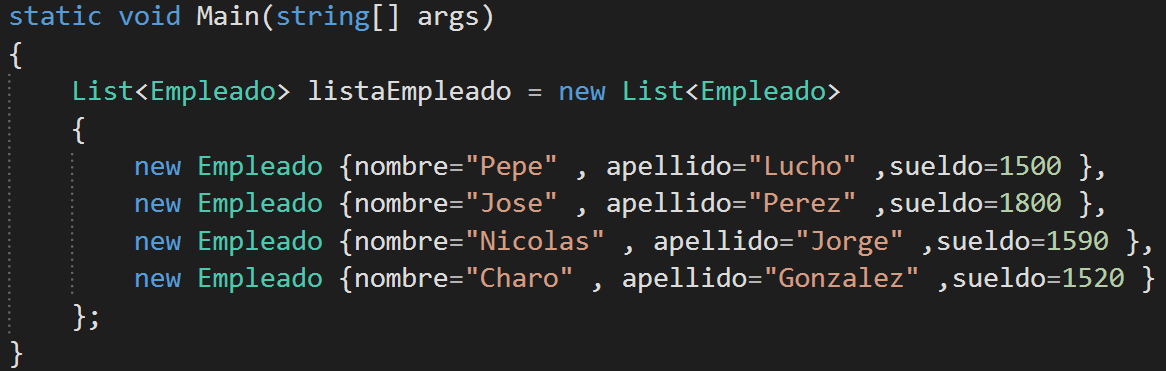 static void Main(string[] args)
{
List<Empleado> listaEmpleado = new List<Empleado>
{
new Empleado {nombre="Pepe" , apellido="Lucho" ,sueldo=1500 },
new Empleado {nombre="Jose" , apellido="Perez" ,sueldo=1800 },
new Empleado {nombre="Nicolas" , apellido="Jorge" ,sueldo=1590 },
new Empleado {nombre="Charo" , apellido="Gonzalez" ,sueldo=1520 }
};
}